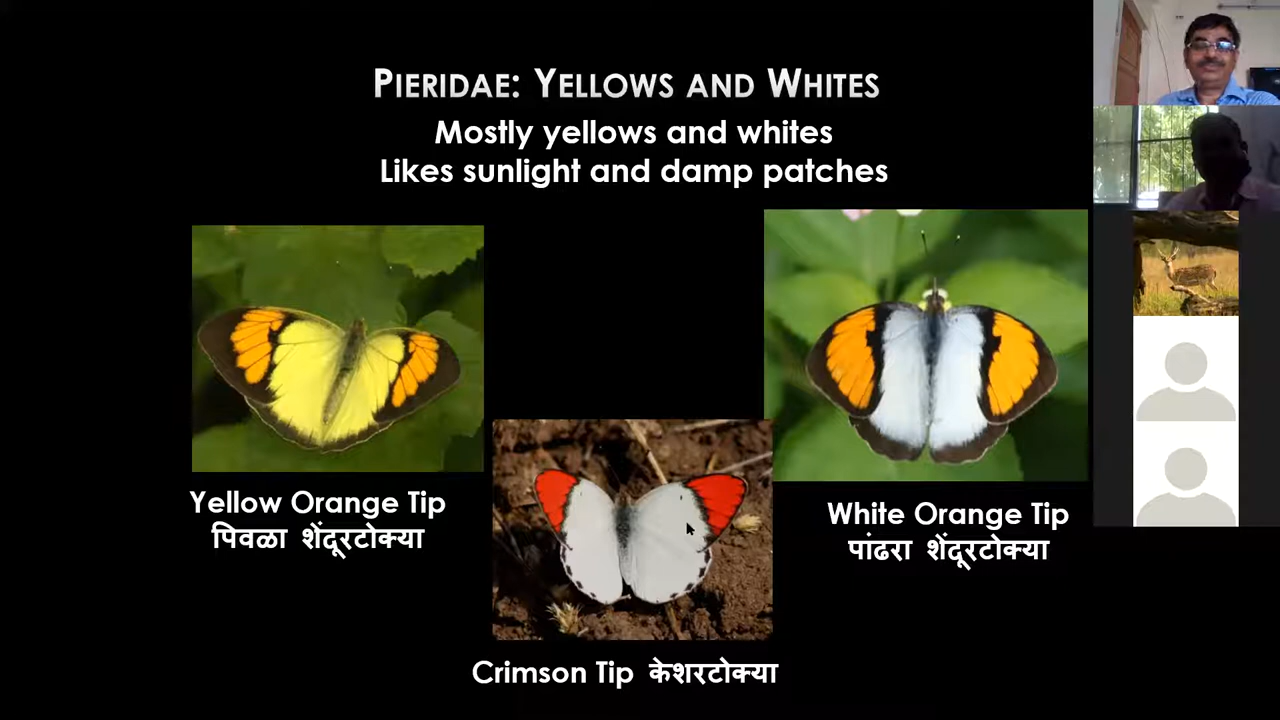 PIERIDAE: YELLOWS AND WHITES
Mostly yellows and whites
Likes sunlight and damp patches
Yellow Orange Tip
पिवळा शेंदूरटोक्या
White Orange Tip
पांढरा शेंदूरटोक्या
Crimson Tip केशरटोक्या